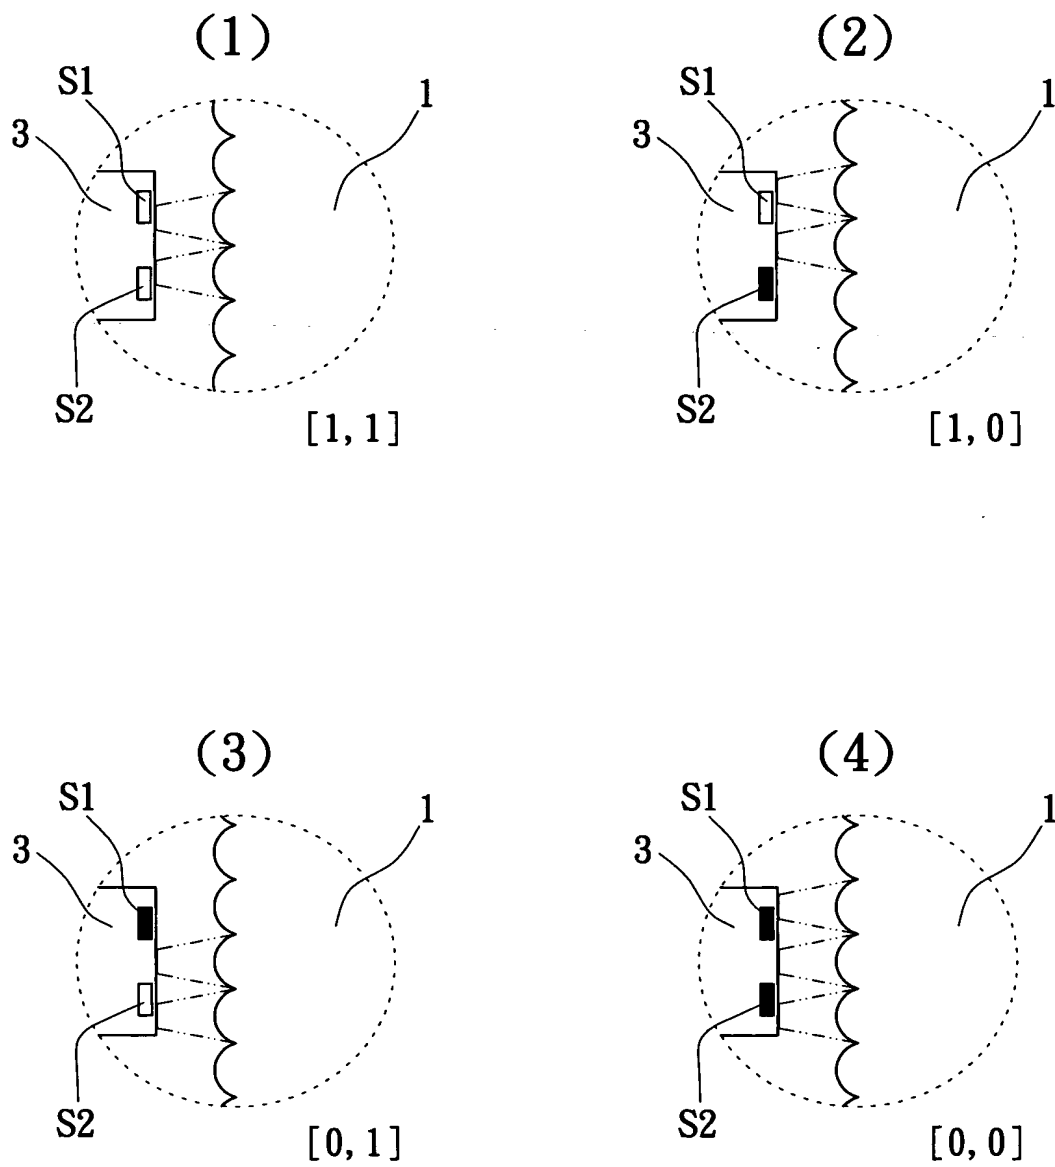 (1)
S1
1
3
S2
[1,1]
(2)
S1
1
3
S2
[1,0]
(3)
S1
1
3
S2
[0,1]
(4)
S1
1
3
S2
[0,0]